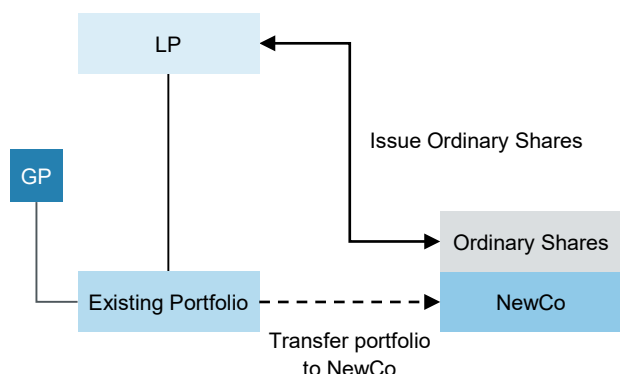 LP
Issue Ordinary Shares
GP
Ordinary Shares
Existing Portfolio
NewCo
Transfer portfolio
to NewCo